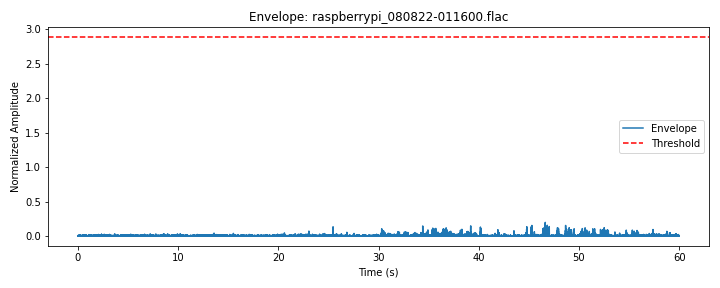 Envelope: raspberrypi_080822-011600.flac
3.0
2.5
2.0
1.5
1.0
0.5
0.0
Normalized Amplitude
Envelope
Threshold
0 10 20 30 40 50 60
Time (s)